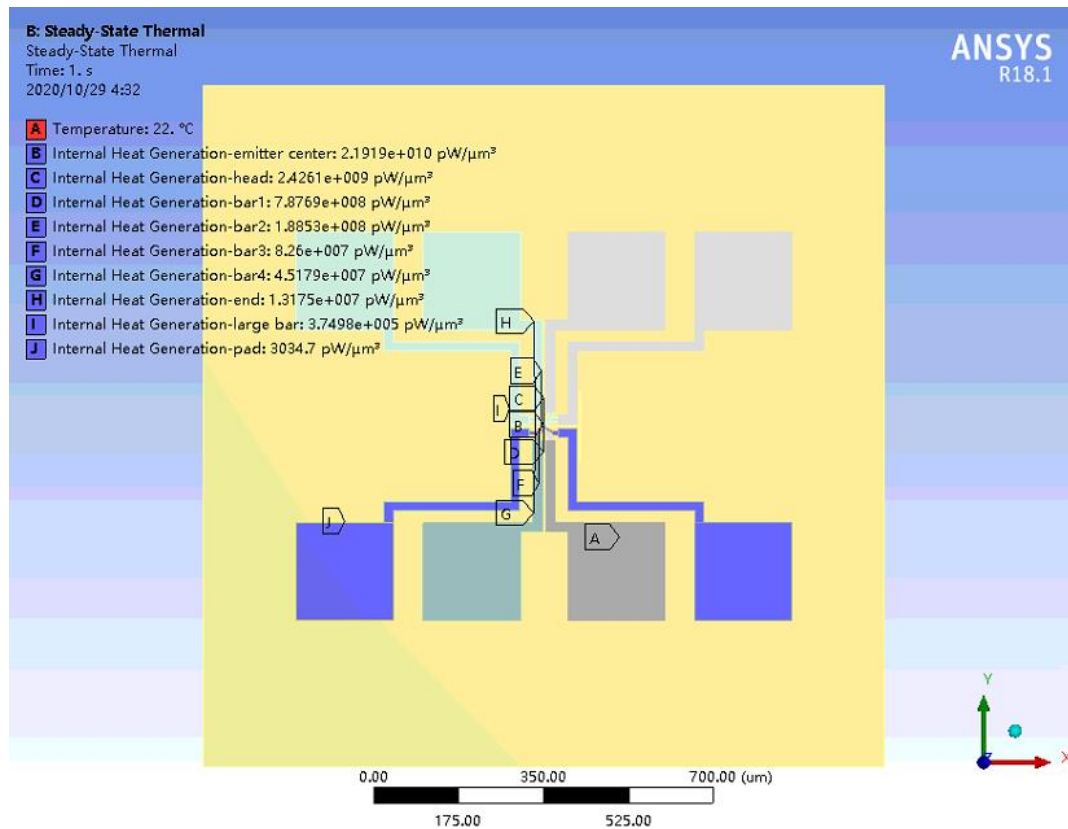 B: Steady-State Thermal
Steady-State Thermal
Time: 1. s
2020/10/29 4:32
ANSYS
R18.1
A Temperature: 22. °C
B Internal Heat Generation-emitter center: 2.1919e+010 pW/µm³
C Internal Heat Generation-head: 2.4261e+009 pW/µm³
D Internal Heat Generation-bar1: 7.8769e+008 pW/µm³
E Internal Heat Generation-bar2: 1.8853e+008 pW/µm³
F Internal Heat Generation-bar3: 8.26e+007 pW/µm³
G Internal Heat Generation-bar4: 4.5179e+007 pW/µm³
H Internal Heat Generation-end: 1.3175e+007 pW/µm³
I Internal Heat Generation-large bar: 3.7498e+005 pW/µm³
J Internal Heat Generation-pad: 3034.7 pW/µm³
H
E
C
I
B
D
F
G
J
A
Y
Z
X
0.00 350.00 700.00 (um)
175.00 525.00